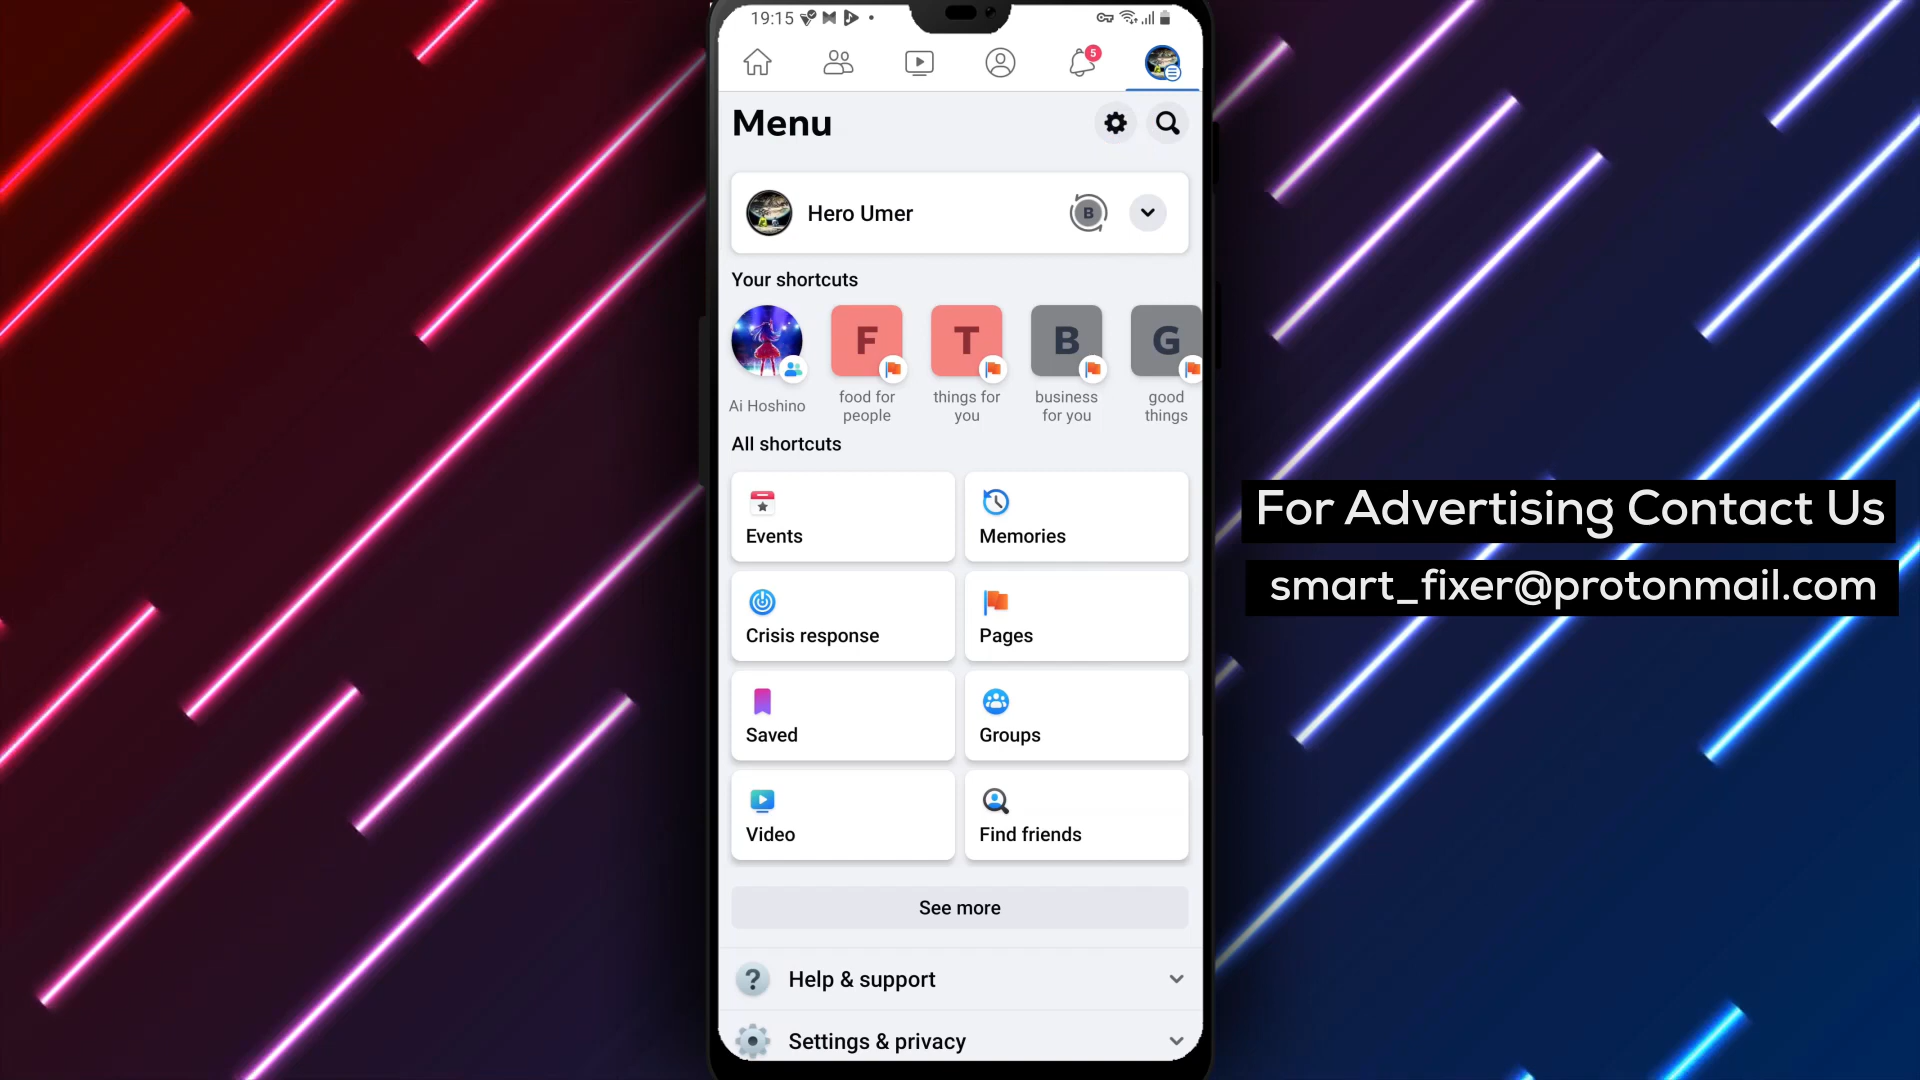 19:15
5
Menu
Hero Umer
B
Your shortcuts
F
T
B
G
Ai Hoshino
food for
people
things for
you
business
for you
good
things
All shortcuts
Events
Memories
Crisis response
Pages
Saved
Groups
Video
Find friends
See more
? Help & support
Settings & privacy
For Advertising Contact Us
smart_fixer@protonmail.com